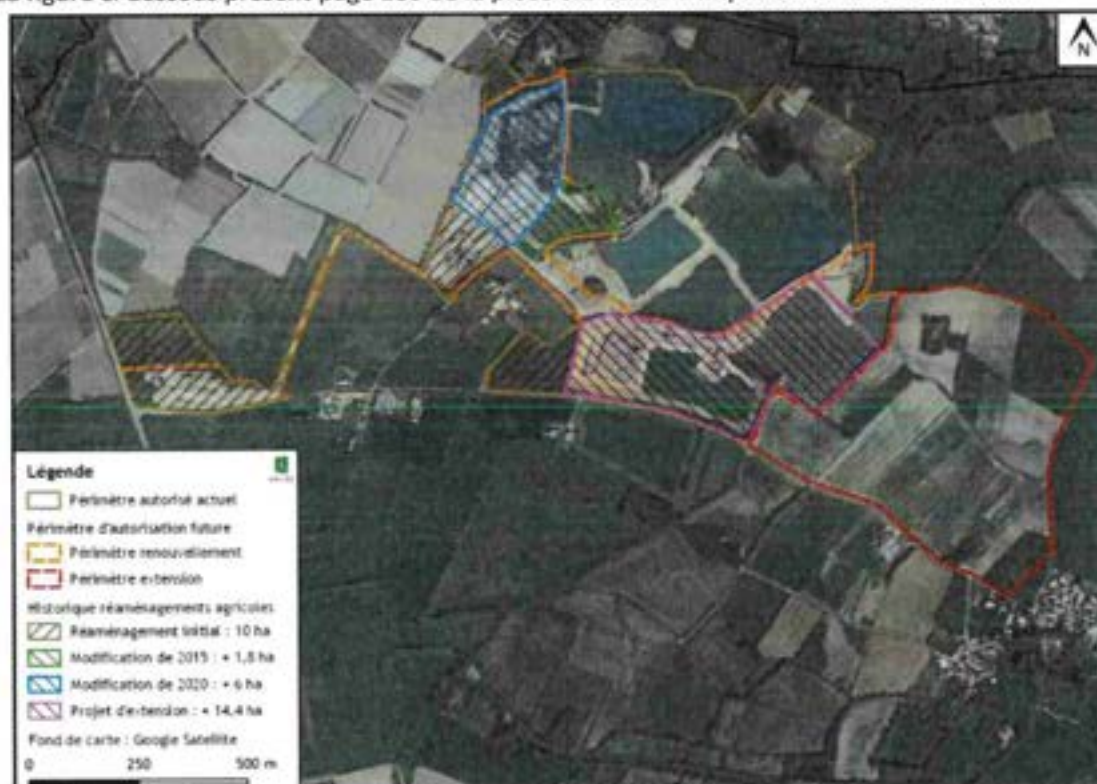 N
Légende
Périmètre autorisé actuel
Périmètre d'autorisation future
Périmètre renouvellement
Périmètre extension
Historique réaménagements agricoles
Réaménagement initial : 10 ha
Modification de 2015 : + 1,8 ha
Modification de 2020 : + 6 ha
Projet d'extension : + 14,4 ha
Fond de carte : Google Satellite
0 250 500 m